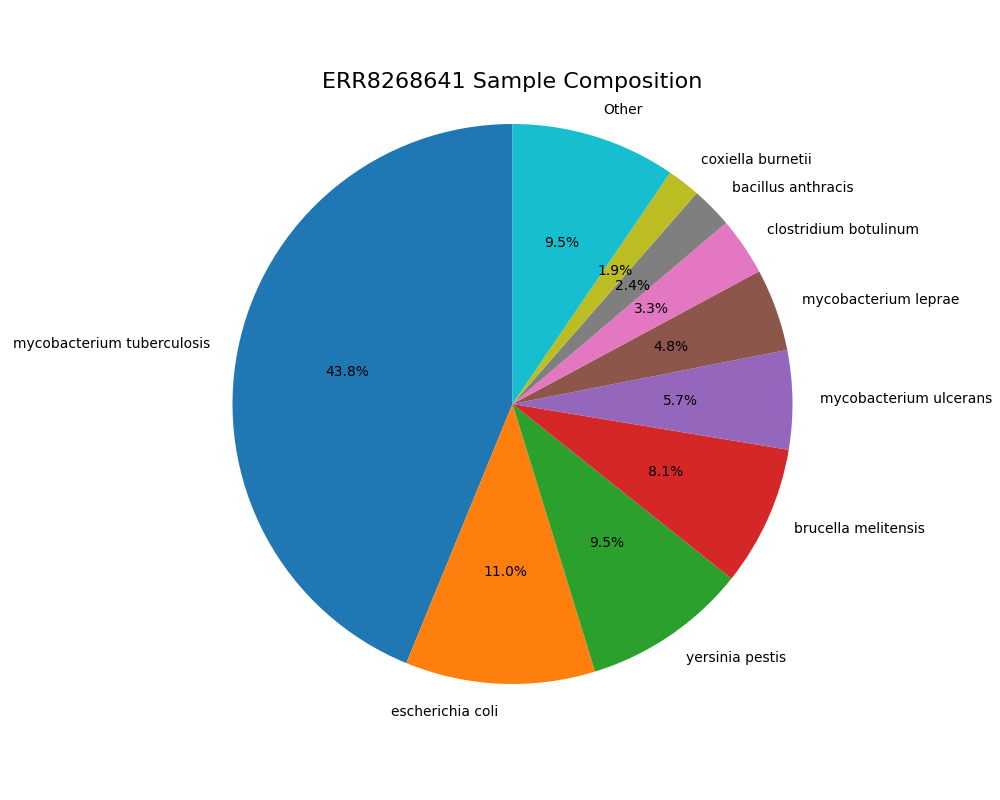 ERR8268641 Sample Composition
Other
coxiella burnetii
bacillus anthracis
clostridium botulinum
mycobacterium leprae
mycobacterium ulcerans
brucella melitensis
yersinia pestis
escherichia coli
mycobacterium tuberculosis
9.5%
1.9%
2.4%
3.3%
4.8%
5.7%
8.1%
9.5%
11.0%
43.8%